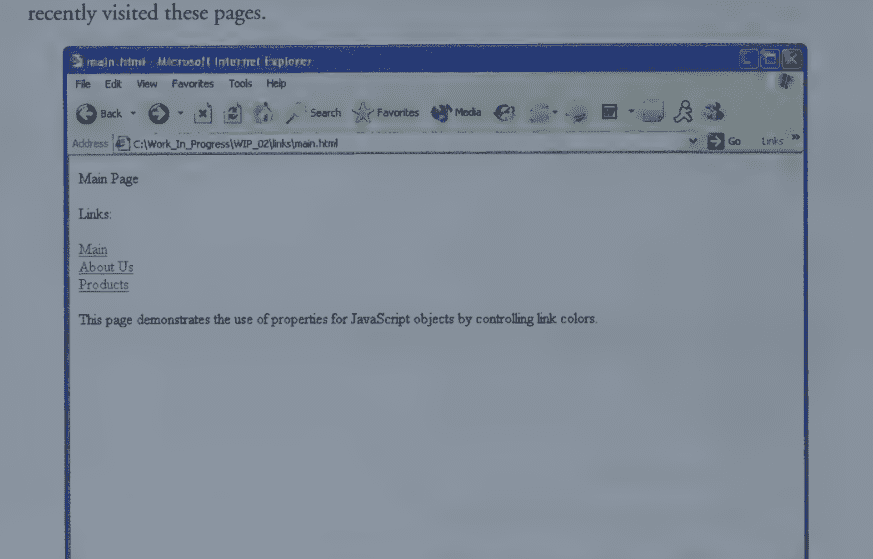 recently visited these pages.
main.html - Microsoft Internet Explorer
File Edit View Favorites Tools Help
Back Search Favorites Media
Address C:\Work_In_Progress\WIP_02\links\main.html Go Links »
Main Page
Links:
Main
About Us
Products
This page demonstrates the use of properties for JavaScript objects by controlling link colors.